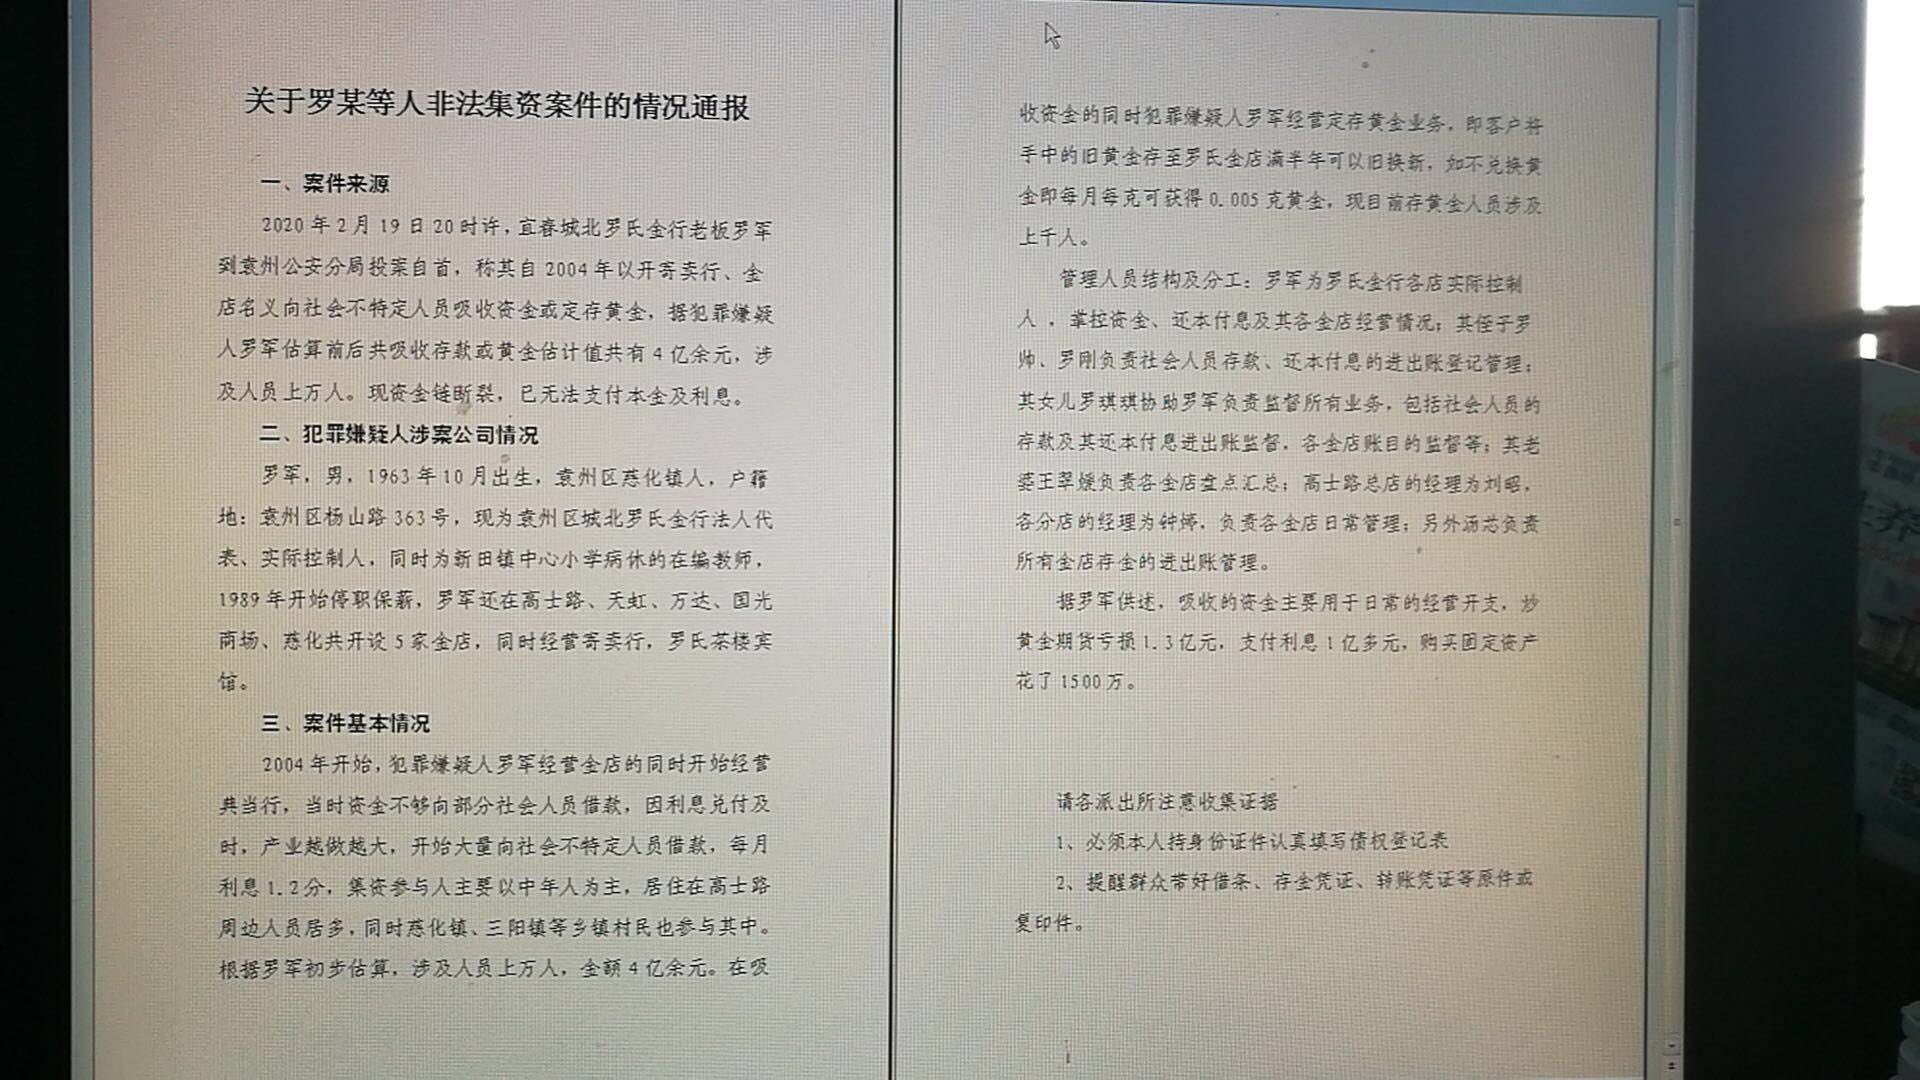 关于罗某等人非法集资案件的情况通报
一、案件来源
2020年2月19日20时许，宜春城北罗氏金行老板罗军
到袁州公安分局投案自首，称其自2004年以开寄卖行、金
店名义向社会不特定人员吸收资金或定存黄金，据犯罪嫌疑
人罗军估算前后共吸收存款或黄金估计值共有4亿余元，涉
及人员上万人。现资金链断裂，已无法支付本金及利息。
二、犯罪嫌疑人涉案公司情况
罗军，男，1963年10月出生，袁州区慈化镇人，户籍
地：袁州区杨山路363号，现为袁州区城北罗氏金行法人代
表、实际控制人，同时为新田镇中心小学病休的在编教师，
1989年开始停职保薪，罗军还在高士路、天虹、万达、国光
商场、慈化共开设5家金店，同时经营寄卖行，罗氏茶楼宾
馆。
三、案件基本情况
2004年开始，犯罪嫌疑人罗军经营金店的同时开始经营
典当行，当时资金不够向部分社会人员借款，因利息兑付及
时，产业越做越大，开始大量向社会不特定人员借款，每月
利息1.2分，集资参与人主要以中年人为主，居住在高士路
周边人员居多，同时慈化镇、三阳镇等乡镇村民也参与其中。
根据罗军初步估算，涉及人员上万人，金额4亿余元。在吸
收资金的同时犯罪嫌疑人罗军经营定存黄金业务，即客户将
手中的旧黄金存至罗氏金店满半年可以旧换新，如不兑换黄
金即每月每克可获得0.005克黄金，现目前存黄金人员涉及
上千人。
管理人员结构及分工：罗军为罗氏金行各店实际控制
人，掌控资金、还本付息及其各金店经营情况；其侄子罗
帅、罗刚负责社会人员存款、还本付息的进出账登记管理；
其女儿罗琪琪协助罗军负责监督所有业务，包括社会人员的
存款及其还本付息进出账监督，各金店账目的监督等；其老
婆王翠媛负责各金店盘点汇总；高士路总店的经理为刘昭，
各分店的经理为钟婷，负责各金店日常管理；另外汤芯负责
所有金店存金的进出账管理。
据罗军供述，吸收的资金主要用于日常的经营开支，炒
黄金期货亏损1.3亿元，支付利息1亿多元，购买固定资产
花了1500万。
请各派出所注意收集证据
1、必须本人持身份证件认真填写债权登记表
2、提醒群众带好借条、存金凭证、转账凭证等原件或
复印件。